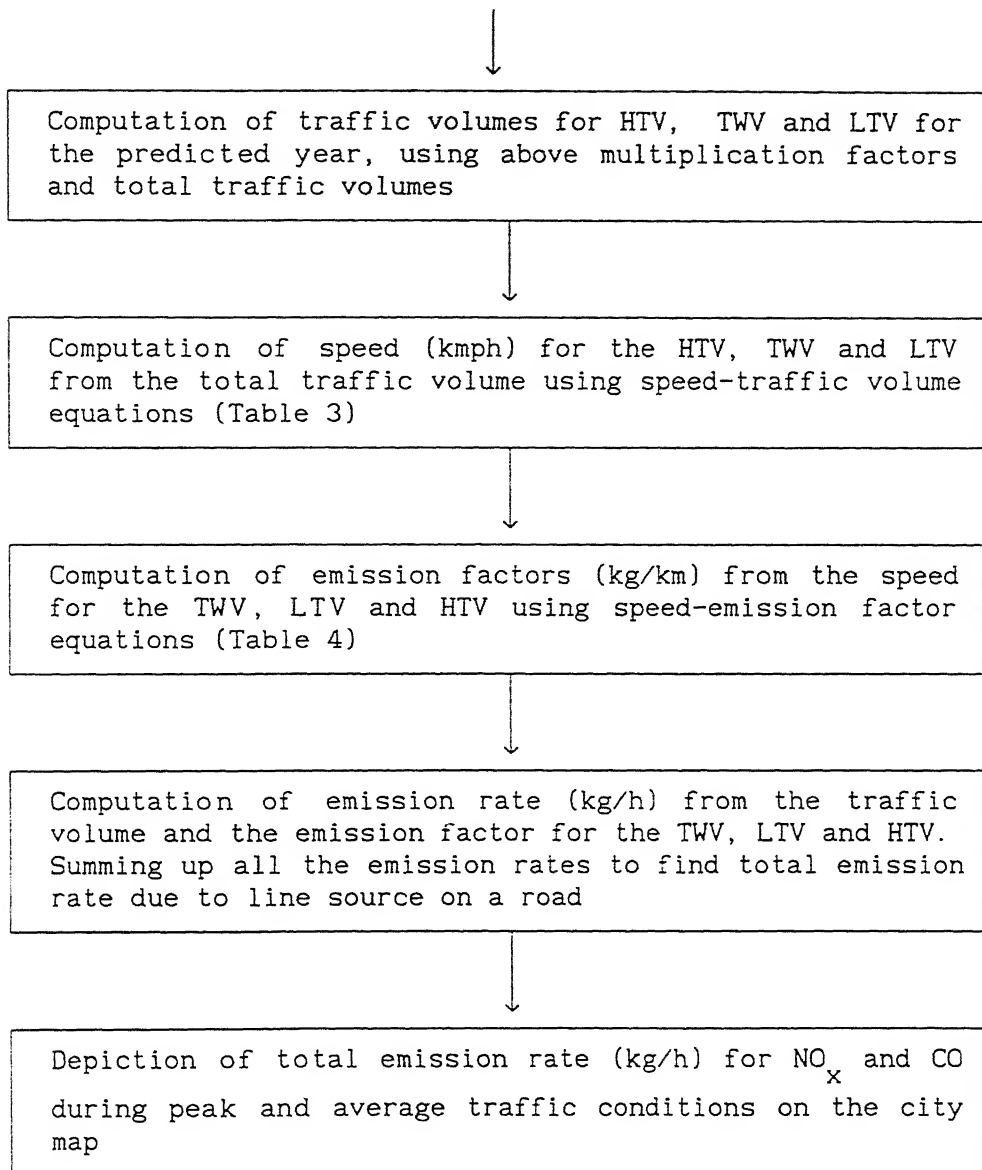 Computation of traffic volumes for HTV, TWV and LTV for
the predicted year, using above multiplication factors
and total traffic volumes
Computation of speed (kmph) for the HTV, TWV and LTV
from the total traffic volume using speed-traffic volume
equations (Table 3)
Computation of emission factors (kg/km) from the speed
for the TWV, LTV and HTV using speed-emission factor
equations (Table 4)
Computation of emission rate (kg/h) from the traffic
volume and the emission factor for the TWV, LTV and HTV.
Summing up all the emission rates to find total emission
rate due to line source on a road
Depiction of total emission rate (kg/h) for NOx and CO
during peak and average traffic conditions on the city
map